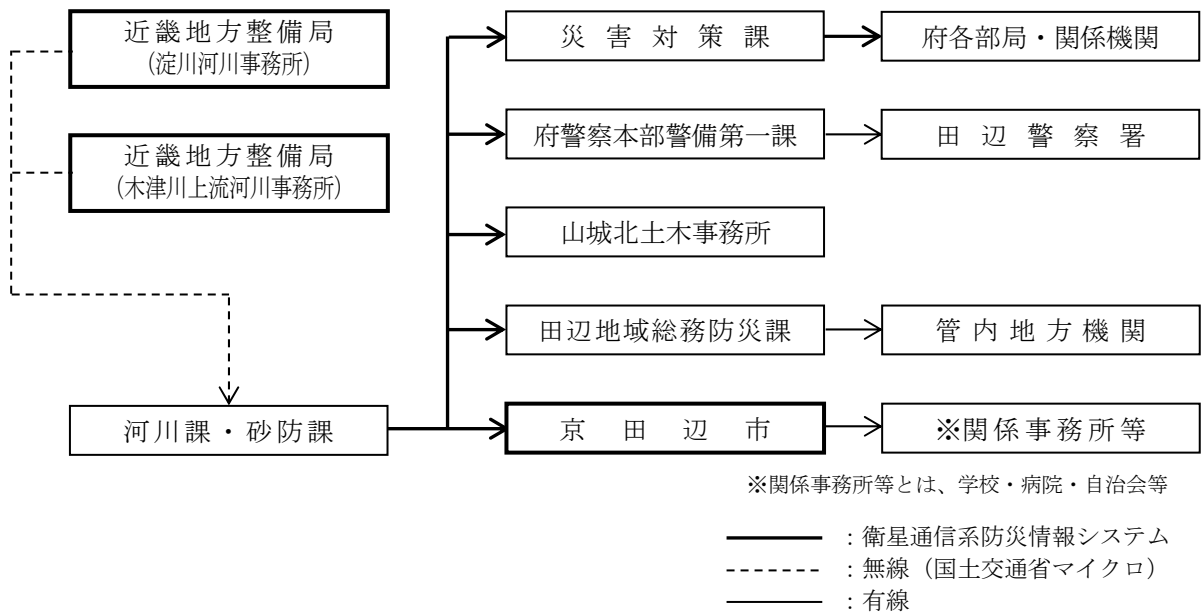 近畿地方整備局
(淀川河川事務所)
近畿地方整備局
(木津川上流河川事務所)
河川課・砂防課
災害対策課
府各部局・関係機関
府警察本部警備第一課
田辺警察署
山城北土木事務所
田辺地域総務防災課
管内地方機関
京田辺市
※関係事務所等
※関係事務所等とは、学校・病院・自治会等
：衛星通信系防災情報システム
：無線（国土交通省マイクロ）
：有線